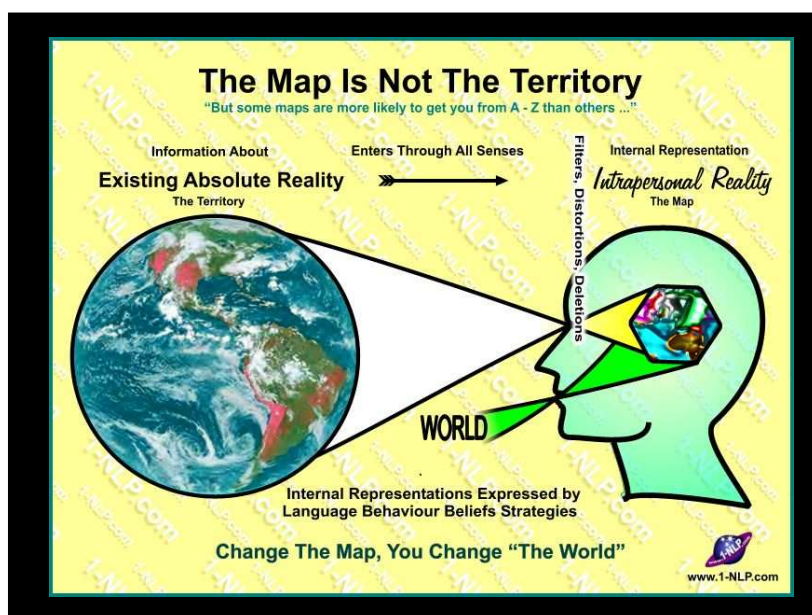 The Map Is Not The Territory
"But some maps are more likely to get you from A - Z than others ..."
Information About
Existing Absolute Reality
The Territory
Enters Through All Senses
Filters, Distortions, Deletions
Internal Representation
Intrapersonal Reality
The Map
WORLD
Internal Representations Expressed by
Language Behaviour Beliefs Strategies
Change The Map, You Change "The World"
1-NLP
www.1-NLP.com
1-NLP.com